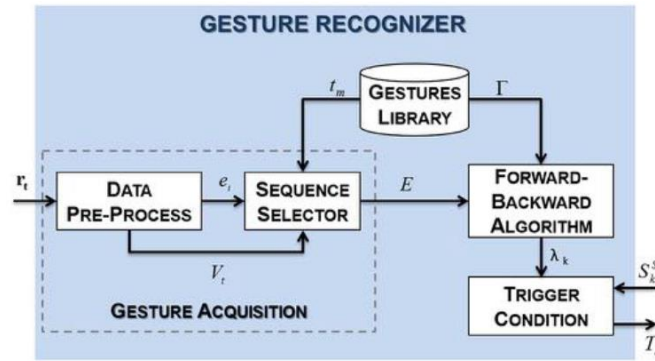 GESTURE RECOGNIZER
t_m
GESTURES
LIBRARY
Γ
r_t
DATA
PRE-PROCESS
e_t
SEQUENCE
SELECTOR
E
FORWARD-
BACKWARD
ALGORITHM
V_t
λ_k
GESTURE ACQUISITION
TRIGGER
CONDITION